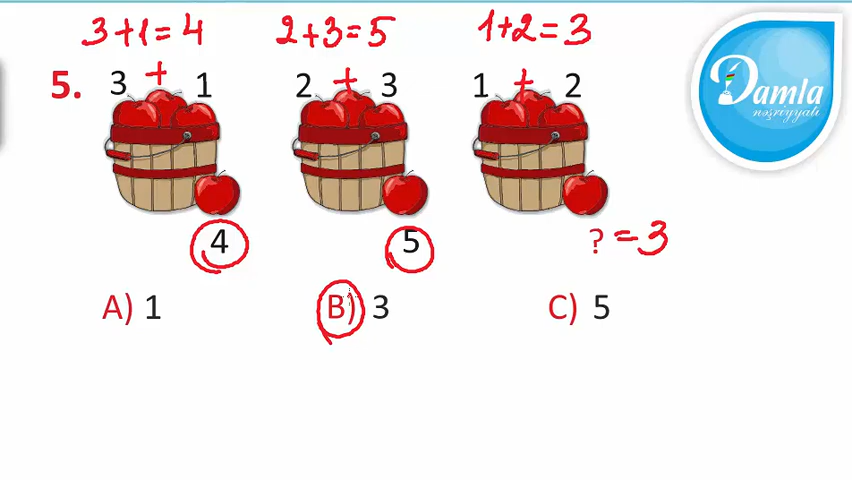 3+1=4 2+3=5 1+2=3
5. 3 + 1 2 + 3 1 + 2
4 5 ? = 3
A) 1 B) 3 C) 5
Damla
nəşriyyatı